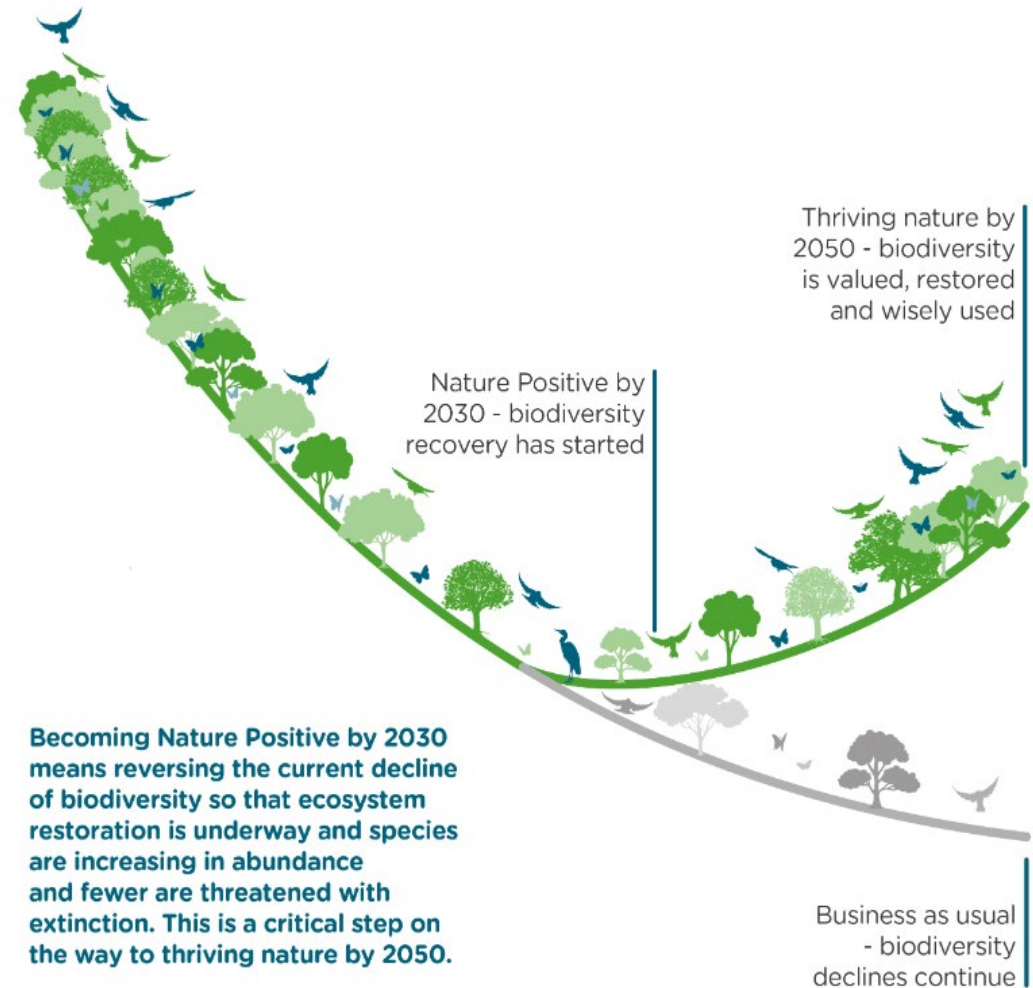 Thriving nature by
2050 - biodiversity
is valued, restored
and wisely used
Nature Positive by
2030 - biodiversity
recovery has started
Becoming Nature Positive by 2030
means reversing the current decline
of biodiversity so that ecosystem
restoration is underway and species
are increasing in abundance
and fewer are threatened with
extinction. This is a critical step on
the way to thriving nature by 2050.
Business as usual
- biodiversity
declines continue